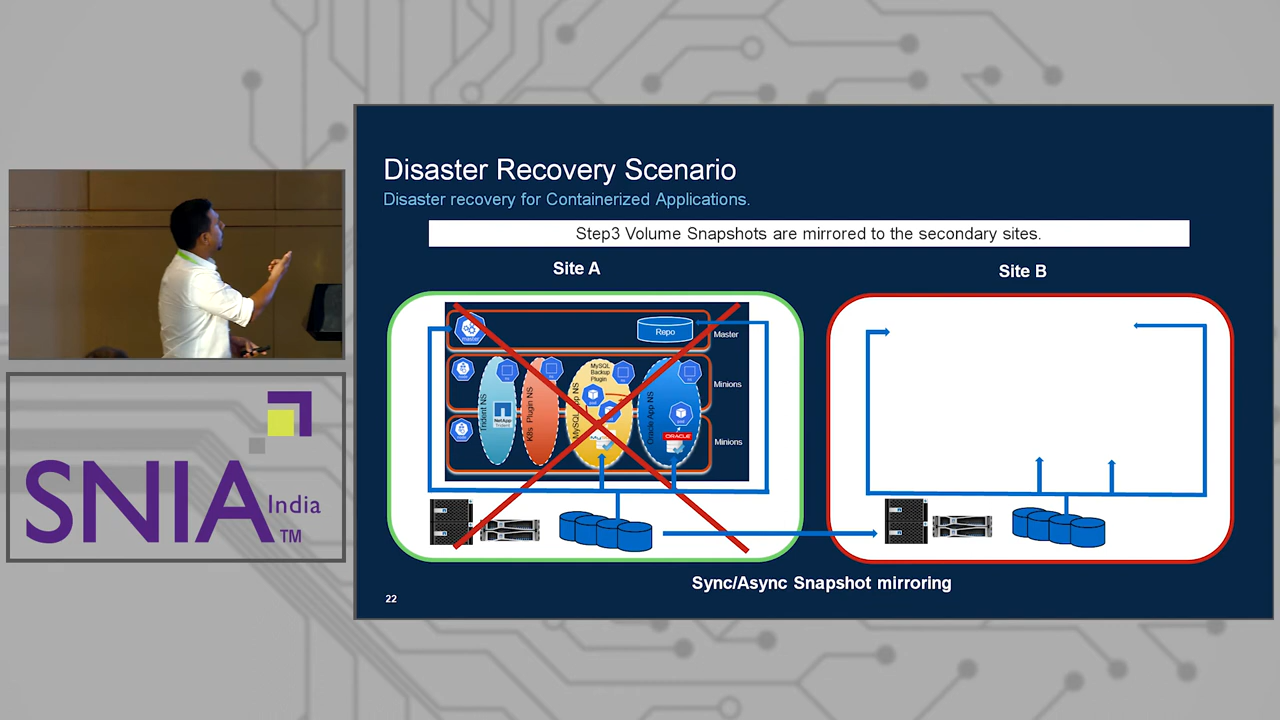 Disaster Recovery Scenario
Disaster recovery for Containerized Applications.
Step3 Volume Snapshots are mirrored to the secondary sites.
Site A
Site B
master
Repo
Master
Trident NS
NetApp
K8s Plugin NS
MySQL
Backup
Plugin
MySQL App NS
Oracle App NS
ORACLE
Minions
Minions
Sync/Async Snapshot mirroring
22
SNIA
India
TM